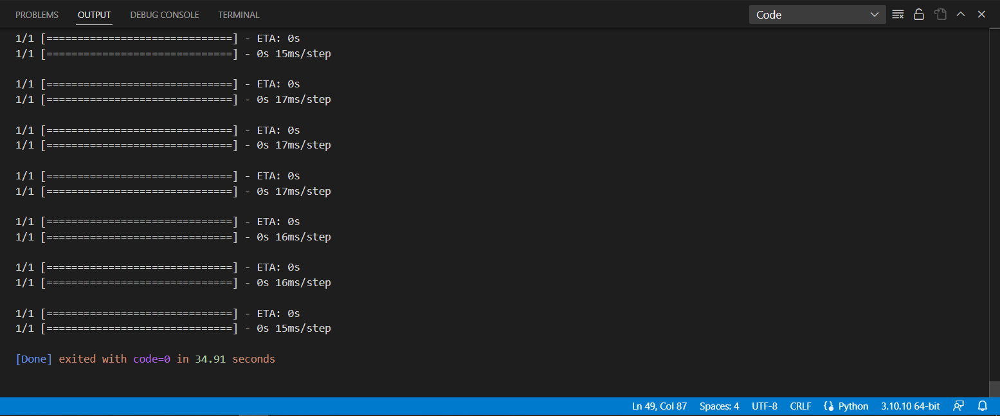 PROBLEMS OUTPUT DEBUG CONSOLE TERMINAL Code
1/1 [==============================] - ETA: 0s
1/1 [==============================] - 0s 15ms/step
1/1 [==============================] - ETA: 0s
1/1 [==============================] - 0s 17ms/step
1/1 [==============================] - ETA: 0s
1/1 [==============================] - 0s 17ms/step
1/1 [==============================] - ETA: 0s
1/1 [==============================] - 0s 17ms/step
1/1 [==============================] - ETA: 0s
1/1 [==============================] - 0s 16ms/step
1/1 [==============================] - ETA: 0s
1/1 [==============================] - 0s 16ms/step
1/1 [==============================] - ETA: 0s
1/1 [==============================] - 0s 15ms/step
[Done] exited with code=0 in 34.91 seconds
Ln 49, Col 87 Spaces: 4 UTF-8 CRLF Python 3.10.10 64-bit